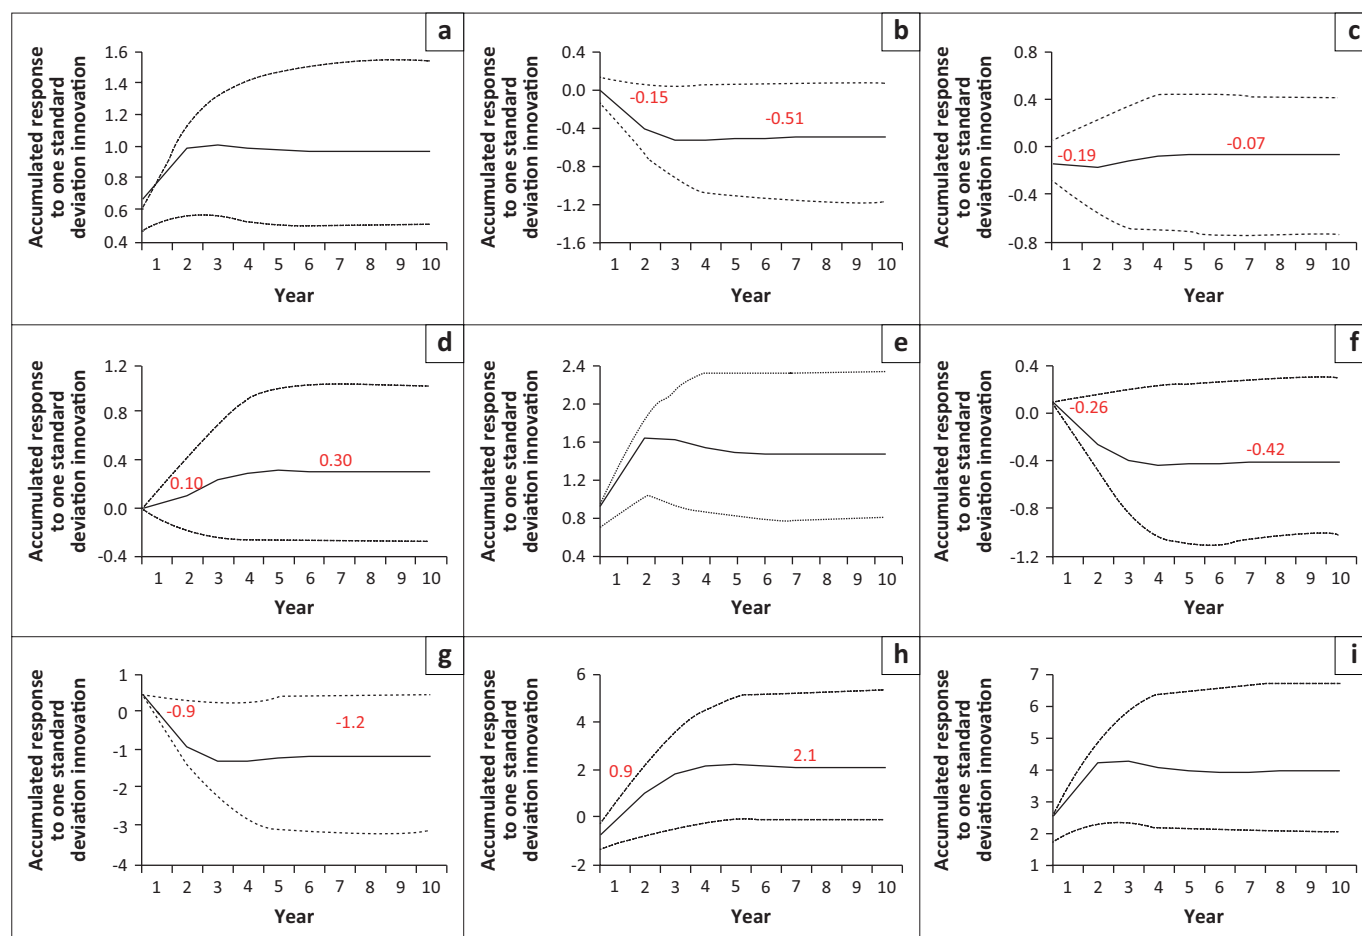 a
Accumulated response
to one standard
deviation innovation
1.6
1.4
1.2
1.0
0.8
0.6
0.4
1 2 3 4 5 6 7 8 9 10
Year
b
Accumulated response
to one standard
deviation innovation
0.4
0.0
-0.4
-0.8
-1.2
-1.6
-0.15
-0.51
1 2 3 4 5 6 7 8 9 10
Year
c
Accumulated response
to one standard
deviation innovation
0.8
0.4
0.0
-0.4
-0.8
-0.19
-0.07
1 2 3 4 5 6 7 8 9 10
Year
d
Accumulated response
to one standard
deviation innovation
1.2
0.8
0.4
0.0
-0.4
0.10
0.30
1 2 3 4 5 6 7 8 9 10
Year
e
Accumulated response
to one standard
deviation innovation
2.4
2.0
1.6
1.2
0.8
0.4
1 2 3 4 5 6 7 8 9 10
Year
f
Accumulated response
to one standard
deviation innovation
0.4
0.0
-0.4
-0.8
-1.2
-0.26
-0.42
1 2 3 4 5 6 7 8 9 10
Year
g
Accumulated response
to one standard
deviation innovation
1
0
-1
-2
-3
-4
-0.9
-1.2
1 2 3 4 5 6 7 8 9 10
Year
h
Accumulated response
to one standard
deviation innovation
6
4
2
0
-2
0.9
2.1
1 2 3 4 5 6 7 8 9 10
Year
i
Accumulated response
to one standard
deviation innovation
7
6
5
4
3
2
1
1 2 3 4 5 6 7 8 9 10
Year